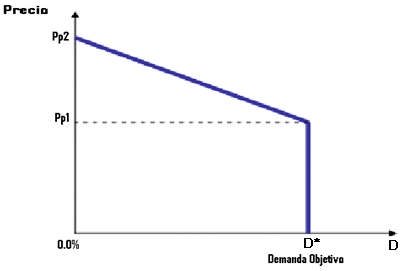 Precio
Pp2
Pp1
0.0%
D*
D
Demanda Objetivo